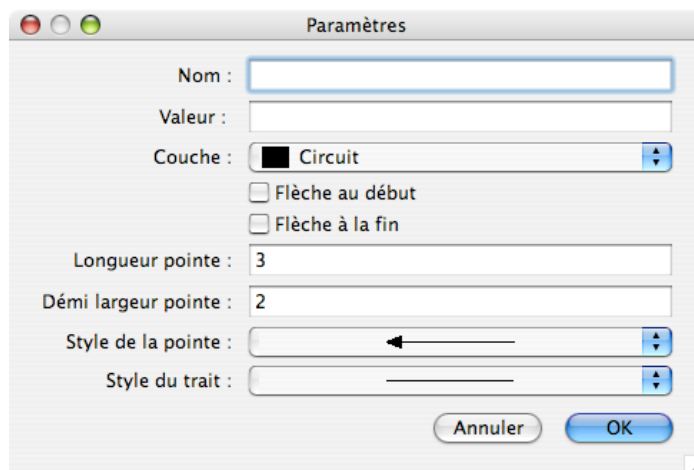 Paramètres
Nom :
Valeur :
Couche : Circuit
Flèche au début
Flèche à la fin
Longueur pointe : 3
Démi largeur pointe : 2
Style de la pointe :
Style du trait :
Annuler OK